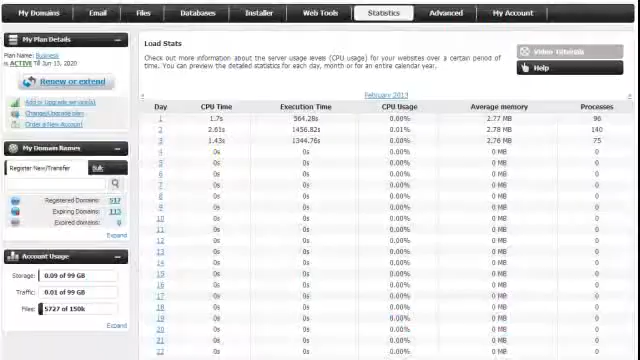 My Domains Email Files Databases Installer Web Tools Statistics Advanced My Account
My Plan Details
Plan Name: Business
is ACTIVE Til Jun 13, 2020
Renew or extend
Add or Upgrade service(s)
Change/Upgrade plan
Order a New Account
My Domain Names
Register New/Transfer Bulk
Registered Domains: 517
Expiring Domains: 115
Expired domains: 0
Expand
Account Usage
Storage: 0.09 of 99 GB
Traffic: 0.01 of 99 GB
Files: 5727 of 150k
Expand
Load Stats
Check out more information about the server usage levels (CPU usage) for your websites over a certain period of
time. You can preview the detailed statistics for each day, month or for an entire calendar year.
Video Tutorials
Help
« February 2013 »
Day CPU Time Execution Time CPU Usage Average memory Processes
1 1.7s 564.28s 0.00% 2.77 MB 96
2 2.61s 1456.82s 0.01% 2.78 MB 140
3 1.43s 1344.76s 0.00% 2.76 MB 75
4 0s 0s 0.00% 0 MB 0
5 0s 0s 0.00% 0 MB 0
6 0s 0s 0.00% 0 MB 0
7 0s 0s 0.00% 0 MB 0
8 0s 0s 0.00% 0 MB 0
9 0s 0s 0.00% 0 MB 0
10 0s 0s 0.00% 0 MB 0
11 0s 0s 0.00% 0 MB 0
12 0s 0s 0.00% 0 MB 0
13 0s 0s 0.00% 0 MB 0
14 0s 0s 0.00% 0 MB 0
15 0s 0s 0.00% 0 MB 0
16 0s 0s 0.00% 0 MB 0
17 0s 0s 0.00% 0 MB 0
18 0s 0s 0.00% 0 MB 0
19 0s 0s 0.00% 0 MB 0
20 0s 0s 0.00% 0 MB 0
21 0s 0s 0.00% 0 MB 0
22 0s 0s 0.00% 0 MB 0